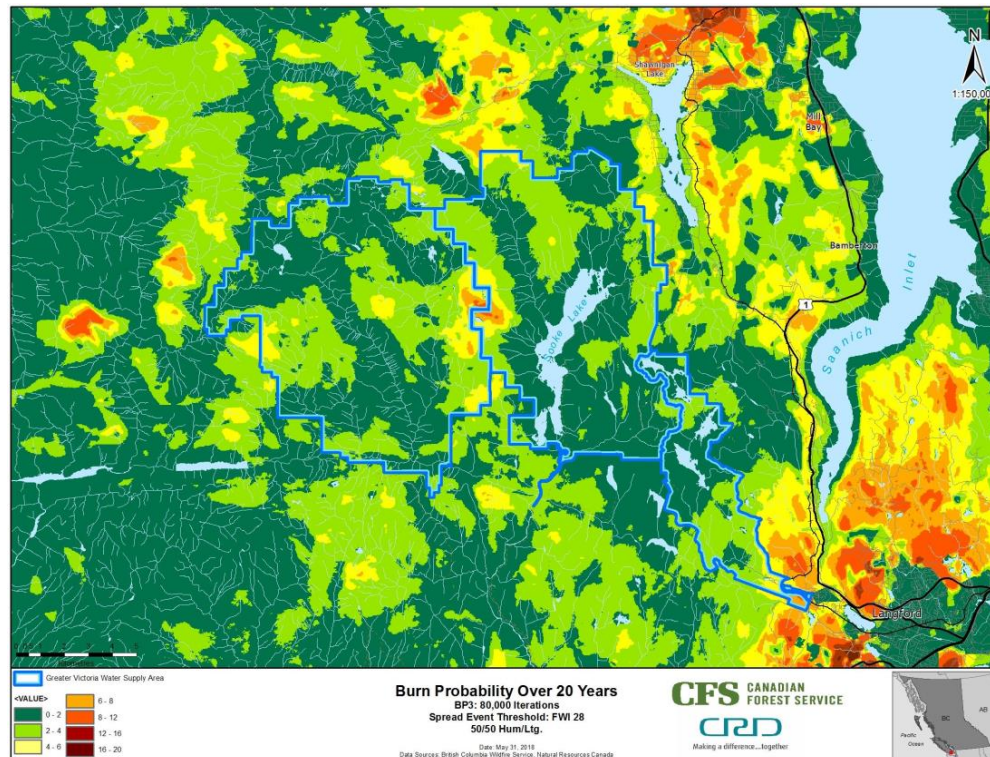 N
1:150,00
Shawnigan
Lake
Mill
Bay
Bamberton
1
Saanich
Inlet
Sooke Lake
Langford
Greater Victoria Water Supply Area
<VALUE>
0 - 2
2 - 4
4 - 6
6 - 8
8 - 12
12 - 16
16 - 20
Burn Probability Over 20 Years
BP3: 80,000 Iterations
Spread Event Threshold: FWI 28
50/50 Hum/Ltg.
Date: May 31, 2018
Data Sources: British Columbia Wildfire Service, Natural Resources Canada
CFS CANADIAN
FOREST SERVICE
CRD
Making a difference...together
BC
AB
Pacific
Ocean